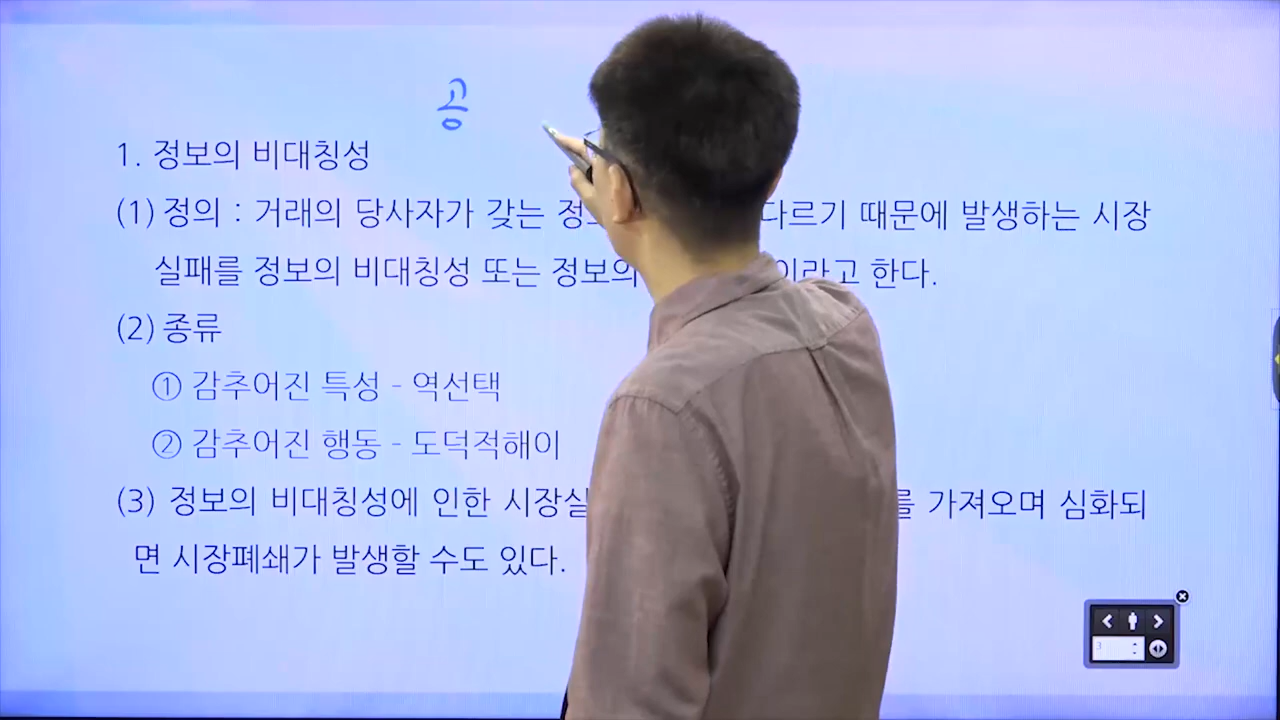 공
1. 정보의 비대칭성
(1) 정의 : 거래의 당사자가 갖는 다르기 때문에 발생하는 시장
실패를 정보의 비대칭성 또는 정보의 이라고 한다.
(2) 종류
① 감추어진 특성 - 역선택
② 감추어진 행동 - 도덕적해이
(3) 정보의 비대칭성에 인한 를 가져오며 심화되
면 시장폐쇄가 발생할 수도 있다.
3